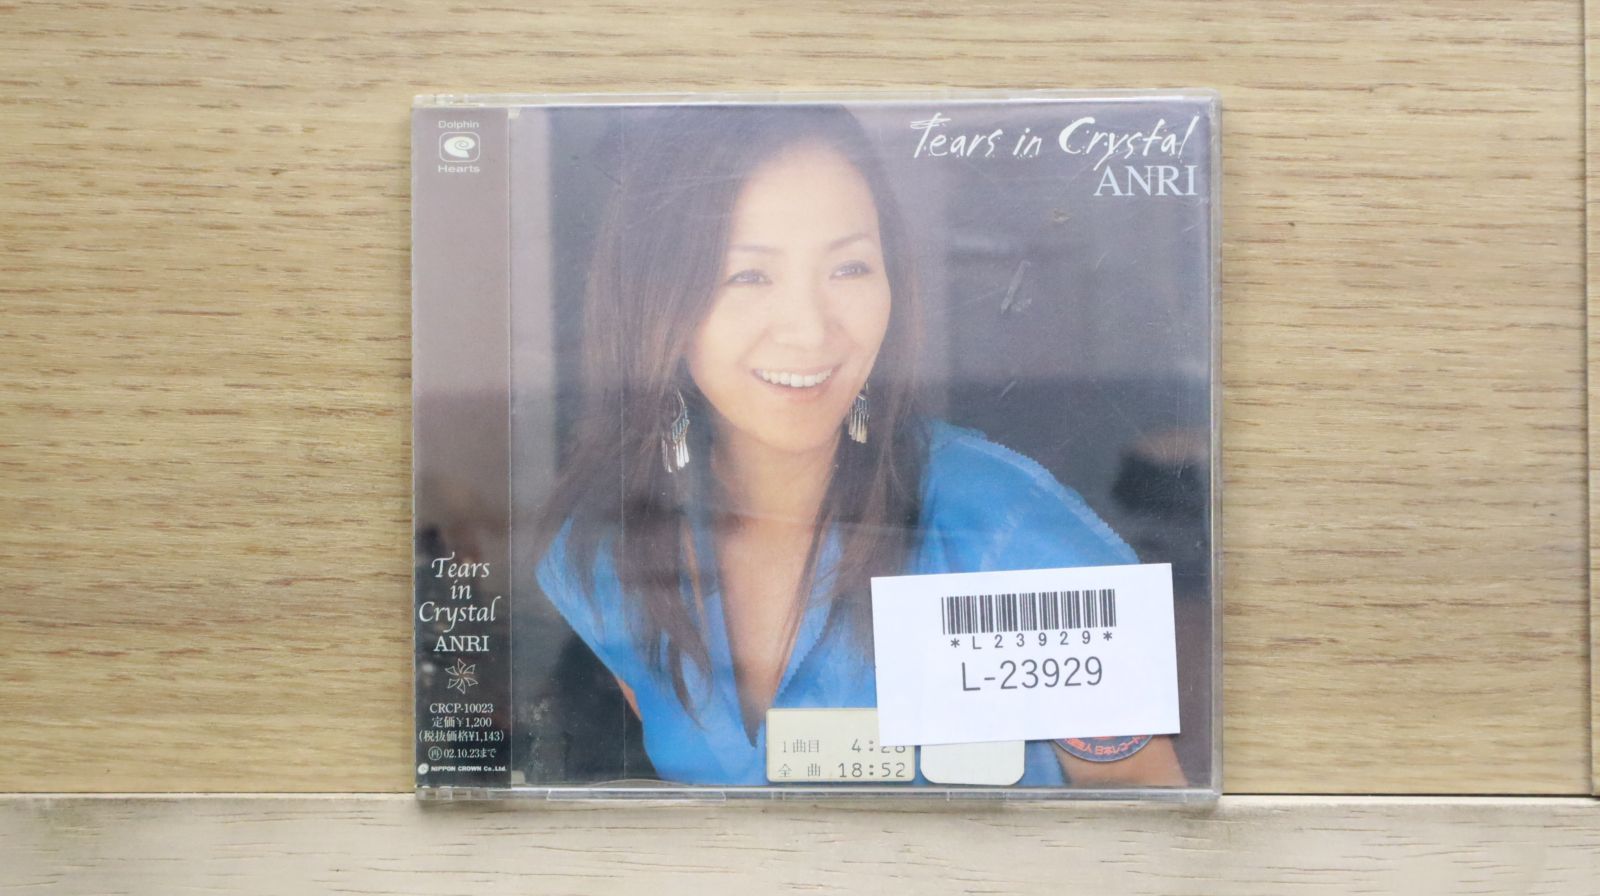 Dolphin
Hearts
Tears in Crystal
ANRI
Tears
in
Crystal
ANRI
CRCP-10023
定価¥1,200
(税抜価格¥1,143)
再 02.10.23まで
NIPPON CROWN Co.,Ltd.
*L23929*
L-23929
1曲目 4:28
全 曲 18:52